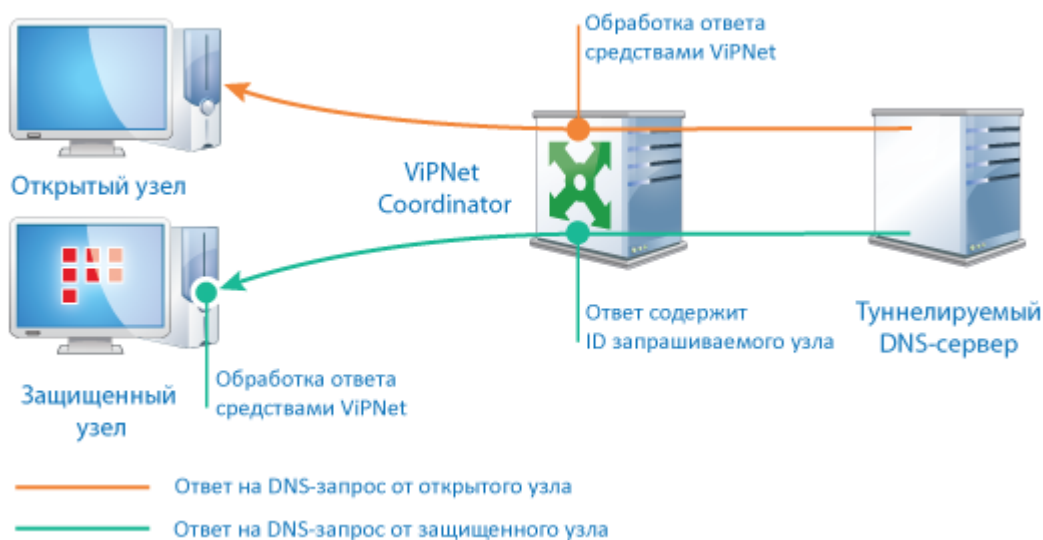 Обработка ответа
средствами ViPNet
Открытый узел
ViPNet
Coordinator
Ответ содержит
ID запрашиваемого узла
Туннелируемый
DNS-сервер
Защищенный
узел
Обработка ответа
средствами ViPNet
Ответ на DNS-запрос от открытого узла
Ответ на DNS-запрос от защищенного узла